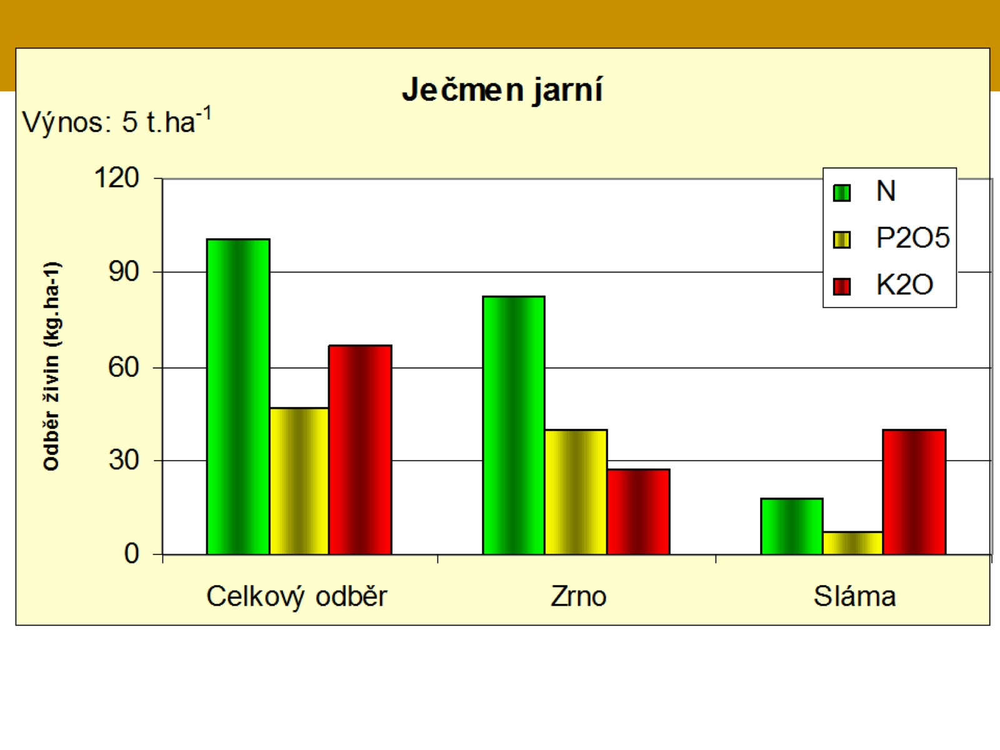 Ječmen jarní
Výnos: 5 t.ha-1
120
90
60
30
0
Odběr živin (kg.ha-1)
N
P2O5
K2O
Celkový odběr
Zrno
Sláma